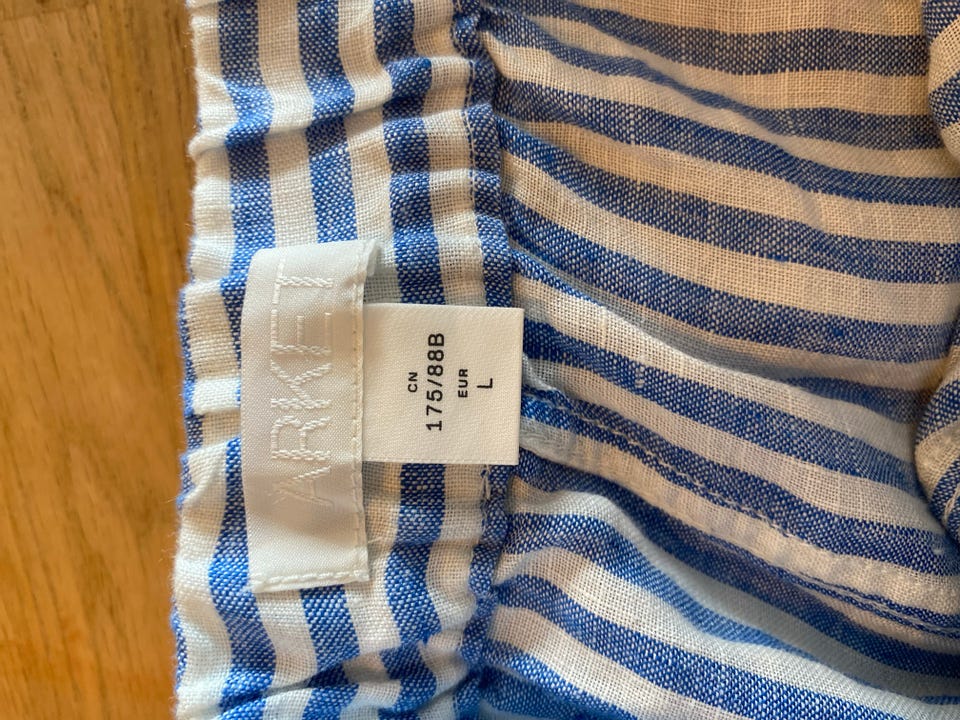 ARKET
CN
175/88B
EUR
L